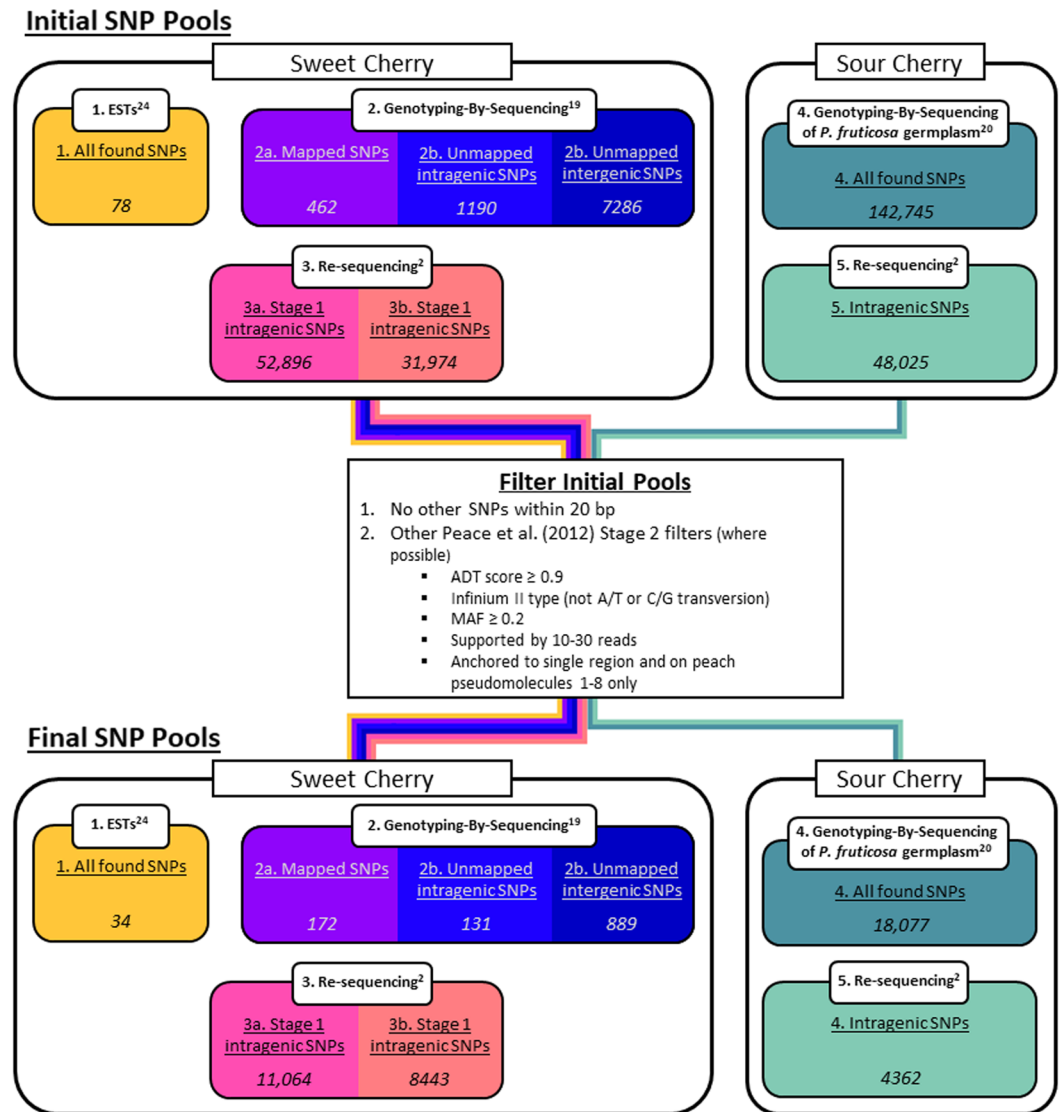 Initial SNP Pools
Sweet Cherry
1. ESTs24
1. All found SNPs
78
2. Genotyping-By-Sequencing19
2a. Mapped SNPs
462
2b. Unmapped
intragenic SNPs
1190
2b. Unmapped
intergenic SNPs
7286
3. Re-sequencing2
3a. Stage 1
intragenic SNPs
52,896
3b. Stage 1
intragenic SNPs
31,974
Sour Cherry
4. Genotyping-By-Sequencing
of P. fruticosa germplasm20
4. All found SNPs
142,745
5. Re-sequencing2
5. Intragenic SNPs
48,025
Filter Initial Pools
1. No other SNPs within 20 bp
2. Other Peace et al. (2012) Stage 2 filters (where
possible)
▪ ADT score ≥ 0.9
▪ Infinium II type (not A/T or C/G transversion)
▪ MAF ≥ 0.2
▪ Supported by 10-30 reads
▪ Anchored to single region and on peach
pseudomolecules 1-8 only
Final SNP Pools
Sweet Cherry
1. ESTs24
1. All found SNPs
34
2. Genotyping-By-Sequencing19
2a. Mapped SNPs
172
2b. Unmapped
intragenic SNPs
131
2b. Unmapped
intergenic SNPs
889
3. Re-sequencing2
3a. Stage 1
intragenic SNPs
11,064
3b. Stage 1
intragenic SNPs
8443
Sour Cherry
4. Genotyping-By-Sequencing
of P. fruticosa germplasm20
4. All found SNPs
18,077
5. Re-sequencing2
4. Intragenic SNPs
4362